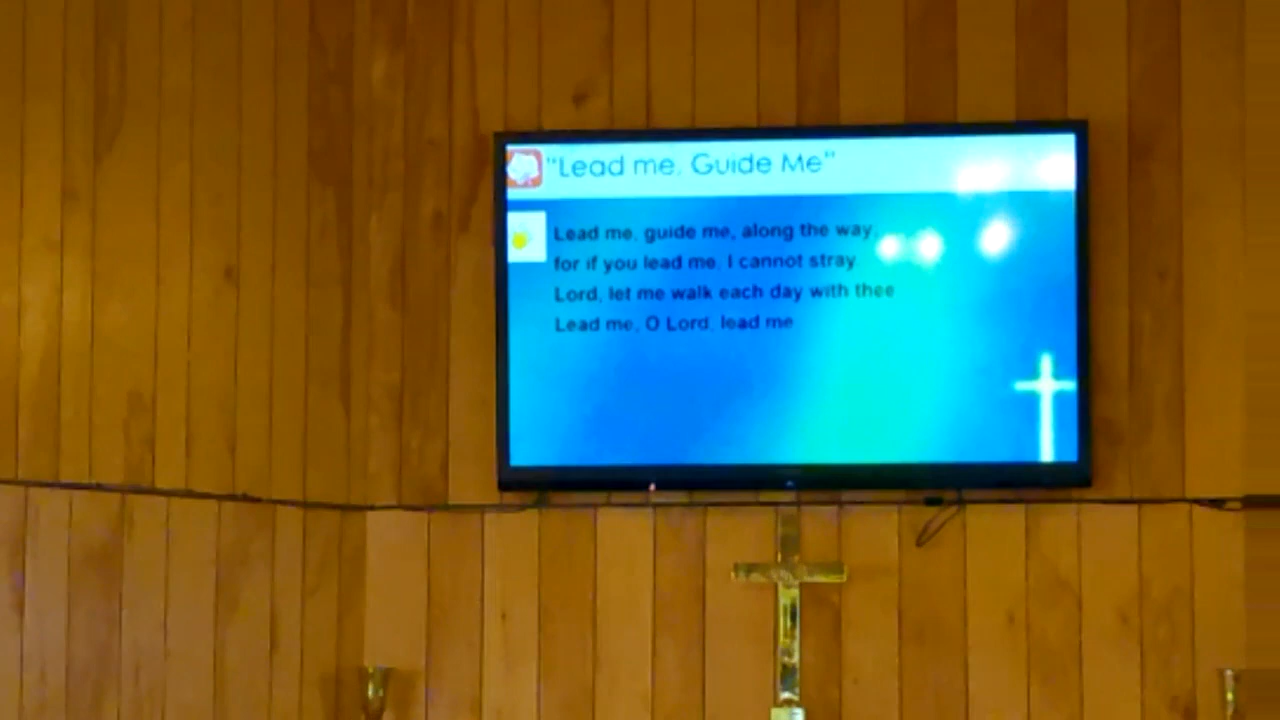 "Lead me, Guide Me"
Lead me, guide me, along the way,
for if you lead me, I cannot stray
Lord, let me walk each day with thee
Lead me, O Lord, lead me